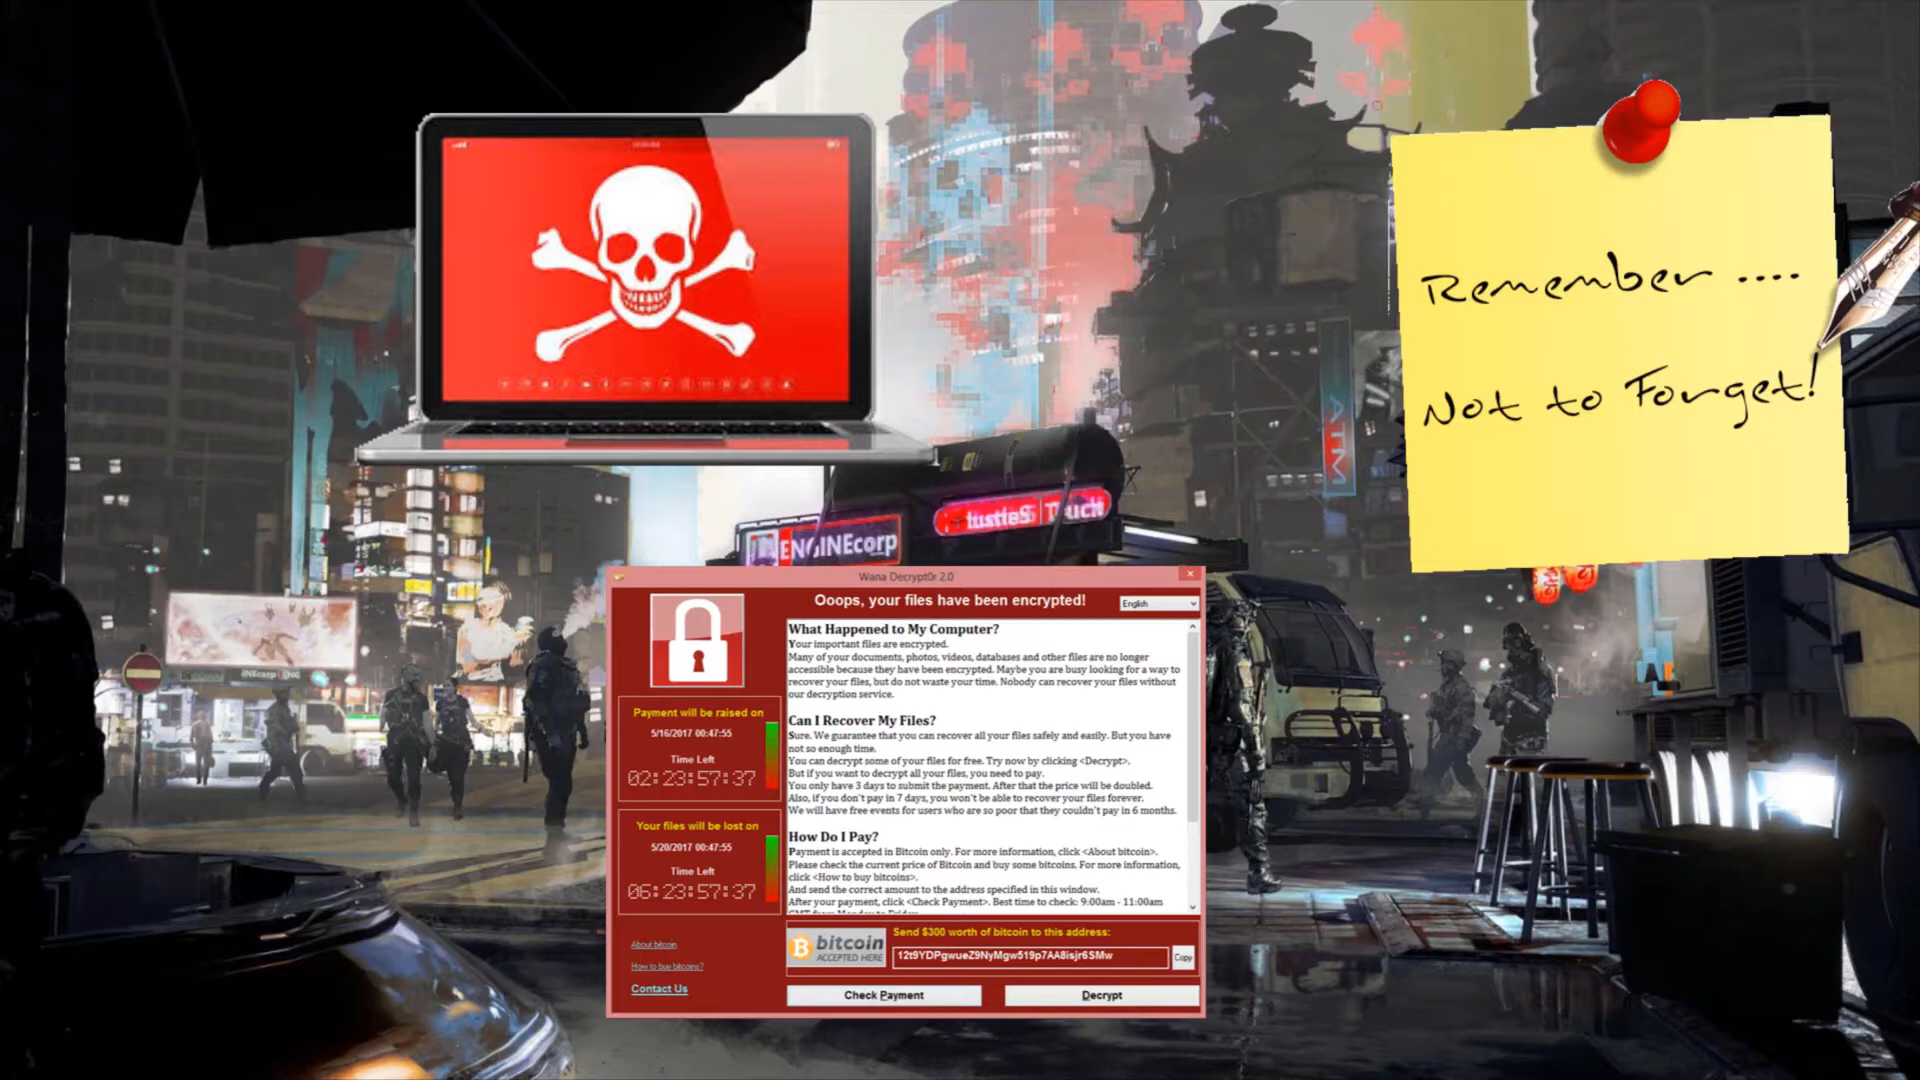 Remember ....
Not to Forget!
ATM
ENGINEcorp
Wana Decrypt0r 2.0
Ooops, your files have been encrypted!
English
What Happened to My Computer?
Your important files are encrypted.
Many of your documents, photos, videos, databases and other files are no longer
accessible because they have been encrypted. Maybe you are busy looking for a way to
recover your files, but do not waste your time. Nobody can recover your files without
our decryption service.
Can I Recover My Files?
Sure. We guarantee that you can recover all your files safely and easily. But you have
not so enough time.
You can decrypt some of your files for free. Try now by clicking <Decrypt>.
But if you want to decrypt all your files, you need to pay.
You only have 3 days to submit the payment. After that the price will be doubled.
Also, if you don't pay in 7 days, you won't be able to recover your files forever.
We will have free events for users who are so poor that they couldn't pay in 6 months.
How Do I Pay?
Payment is accepted in Bitcoin only. For more information, click <About bitcoin>.
Please check the current price of Bitcoin and buy some bitcoins. For more information,
click <How to buy bitcoins>.
And send the correct amount to the address specified in this window.
After your payment, click <Check Payment>. Best time to check: 9:00am - 11:00am
GMT from Monday to Friday.
Payment will be raised on
5/16/2017 00:47:55
Time Left
02:23:57:37
Your files will be lost on
5/20/2017 00:47:55
Time Left
06:23:57:37
About bitcoin
How to buy bitcoins?
Contact Us
bitcoin
ACCEPTED HERE
Send $300 worth of bitcoin to this address:
12t9YDPgwueZ9NyMgw519p7AA8isjr6SMw
Copy
Check Payment
Decrypt